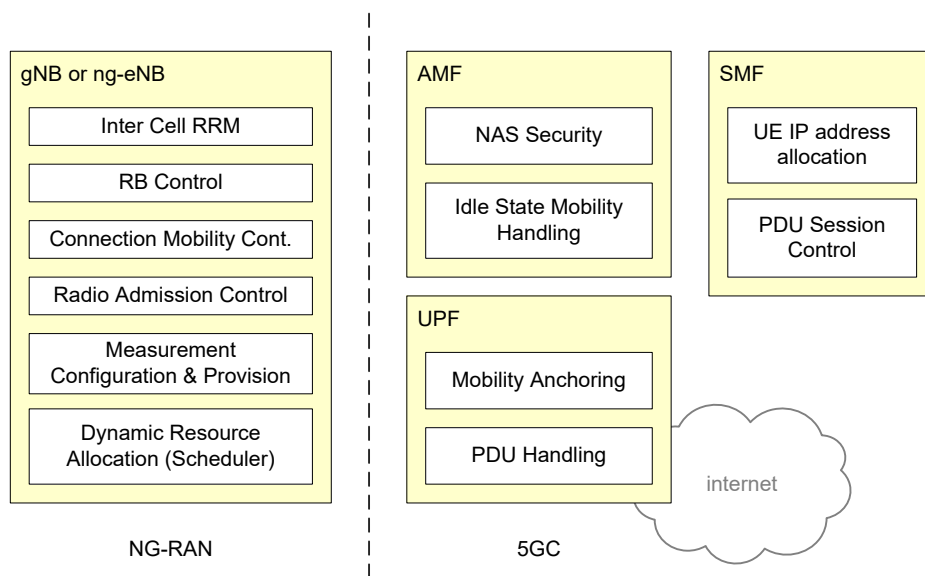 gNB or ng-eNB
Inter Cell RRM
RB Control
Connection Mobility Cont.
Radio Admission Control
Measurement
Configuration & Provision
Dynamic Resource
Allocation (Scheduler)
NG-RAN
AMF
NAS Security
Idle State Mobility
Handling
SMF
UE IP address
allocation
PDU Session
Control
UPF
Mobility Anchoring
PDU Handling
internet
5GC